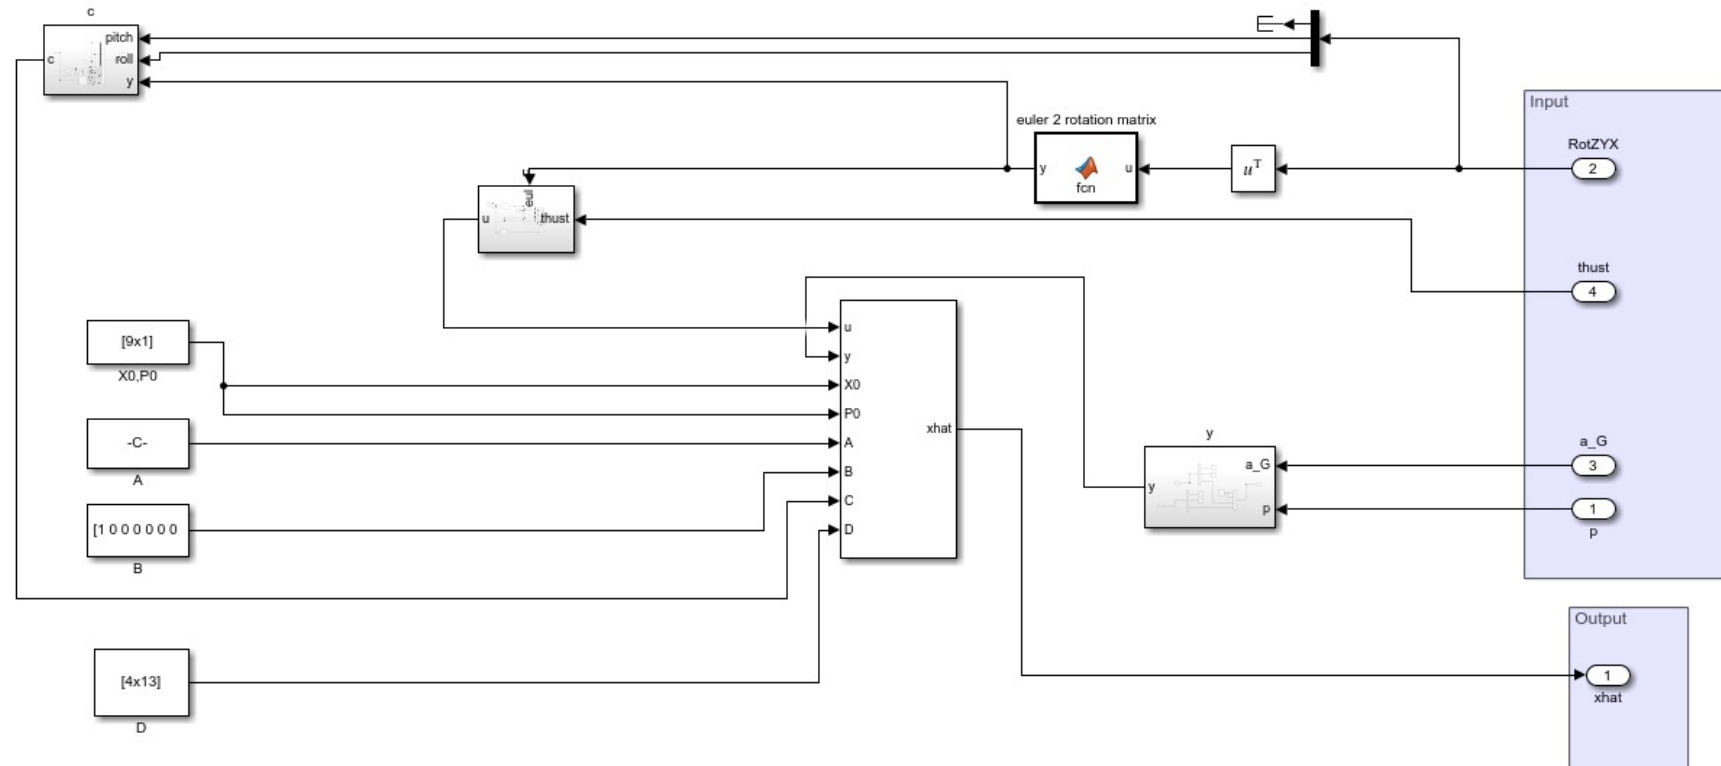 c
pitch
roll
c
y
Input
euler 2 rotation matrix
RotZYX
y
u
fcn
uT
2
eul
u
thust
thust
4
[9x1]
X0,P0
u
y
X0
P0
xhat
-C-
A
A
y
a_G
a_G
3
B
y
C
p
1
p
[1 0 0 0 0 0 0
B
D
Output
[4x13]
D
1
xhat